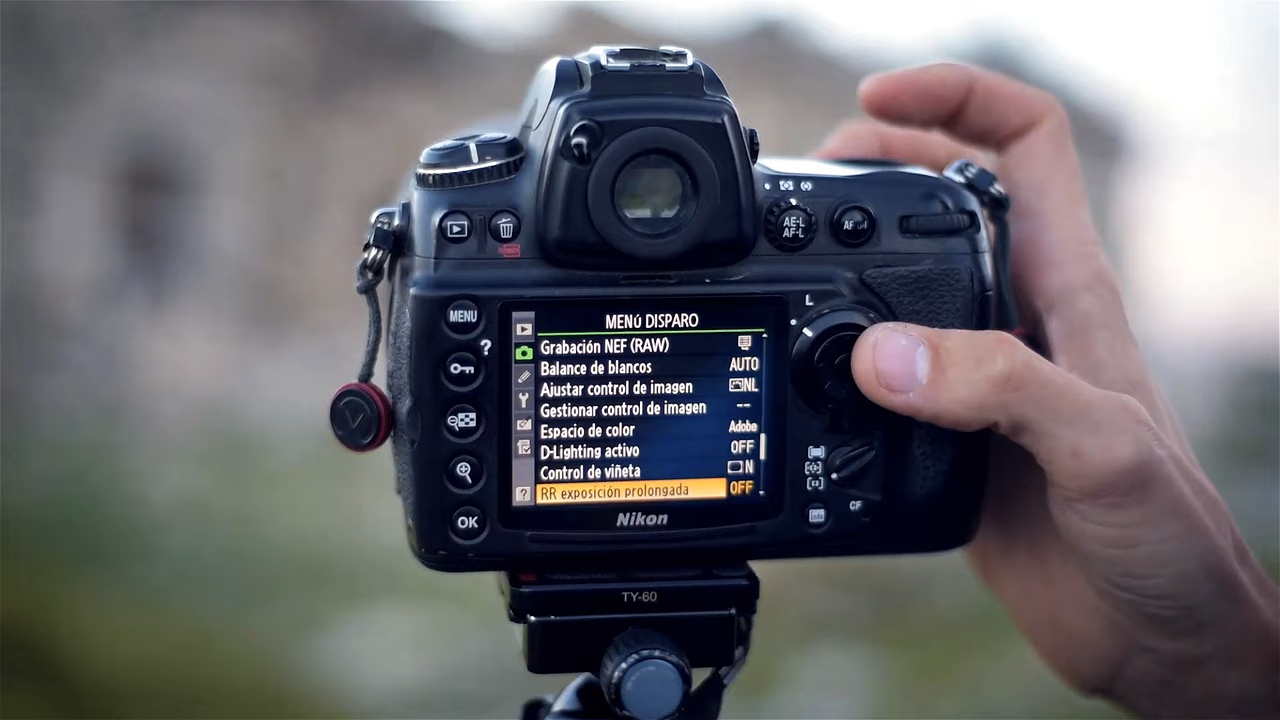 AE-L
AF-L
AF-ON
MENU
L
?
MENú DISPARO
Grabación NEF (RAW)
Balance de blancos AUTO
Ajustar control de imagen NL
Gestionar control de imagen --
Espacio de color Adobe
D-Lighting activo OFF
Control de viñeta N
RR exposición prolongada OFF
?
OK
Nikon
info
CF
TY-60